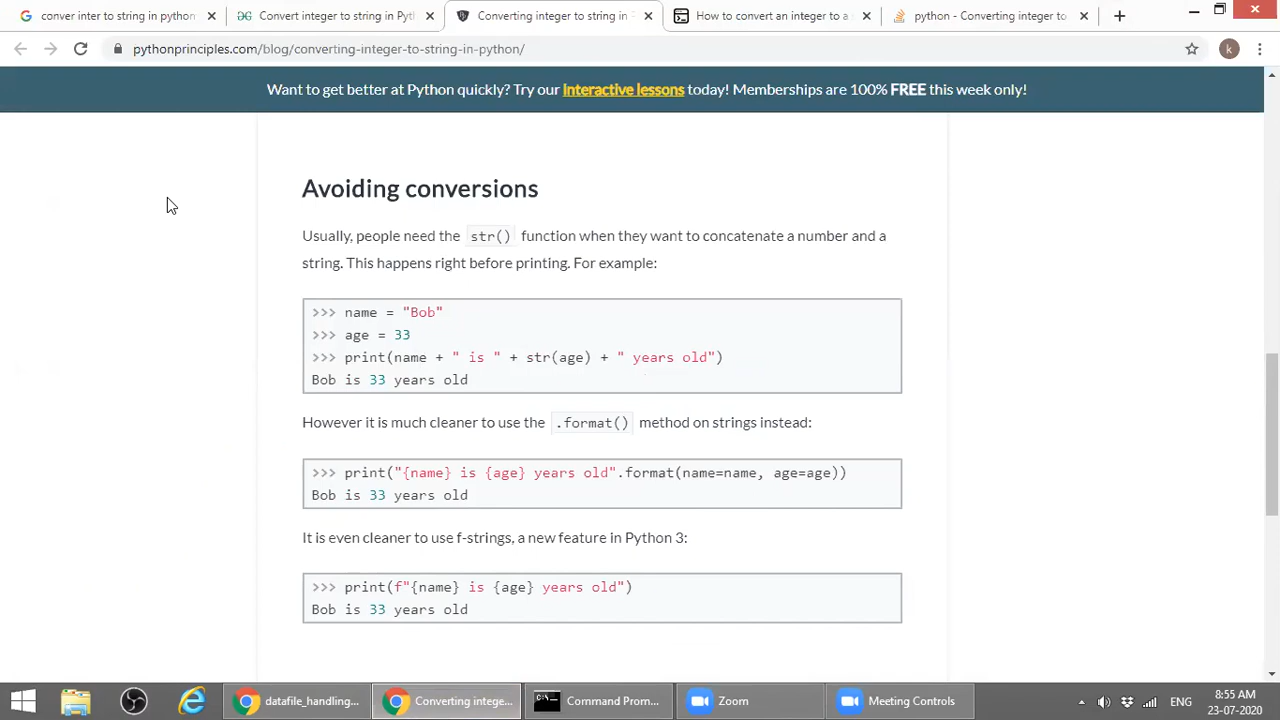 conver inter to string in python
Convert integer to string in Pyt
Converting integer to string in
How to convert an integer to a s
python - Converting integer to
pythonprinciples.com/blog/converting-integer-to-string-in-python/
k
Want to get better at Python quickly? Try our interactive lessons today! Memberships are 100% FREE this week only!
Avoiding conversions
Usually, people need the str() function when they want to concatenate a number and a
string. This happens right before printing. For example:
>>> name = "Bob"
>>> age = 33
>>> print(name + " is " + str(age) + " years old")
Bob is 33 years old
However it is much cleaner to use the .format() method on strings instead:
>>> print("{name} is {age} years old".format(name=name, age=age))
Bob is 33 years old
It is even cleaner to use f-strings, a new feature in Python 3:
>>> print(f"{name} is {age} years old")
Bob is 33 years old
datafile_handling...
Converting intege...
Command Prom...
Zoom
Meeting Controls
ENG
8:55 AM
23-07-2020